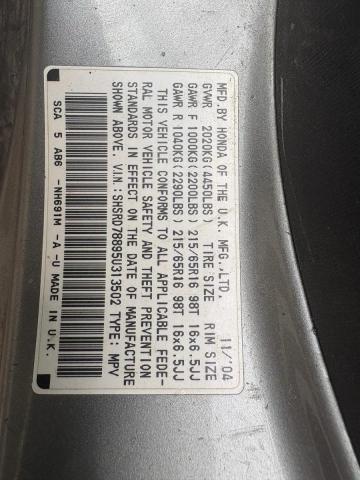 MFD.BY HONDA OF THE U.K. MFG.,LTD. 11/'04
GVWR 2020KG(4450LBS) TIRE SIZE RIM SIZE
GAWR F 1000KG(2200LBS) 215/65R16 98T 16x6.5JJ
GAWR R 1040KG(2290LBS) 215/65R16 98T 16x6.5JJ
THIS VEHICLE CONFORMS TO ALL APPLICABLE FEDE-
RAL MOTOR VEHICLE SAFETY AND THEFT PREVENTION
STANDARDS IN EFFECT ON THE DATE OF MANUFACTURE
SHOWN ABOVE. V.I.N.:SHSRD78895U313502 TYPE: MPV
SCA 5 AB6 -NH691M -A -U MADE IN U.K.